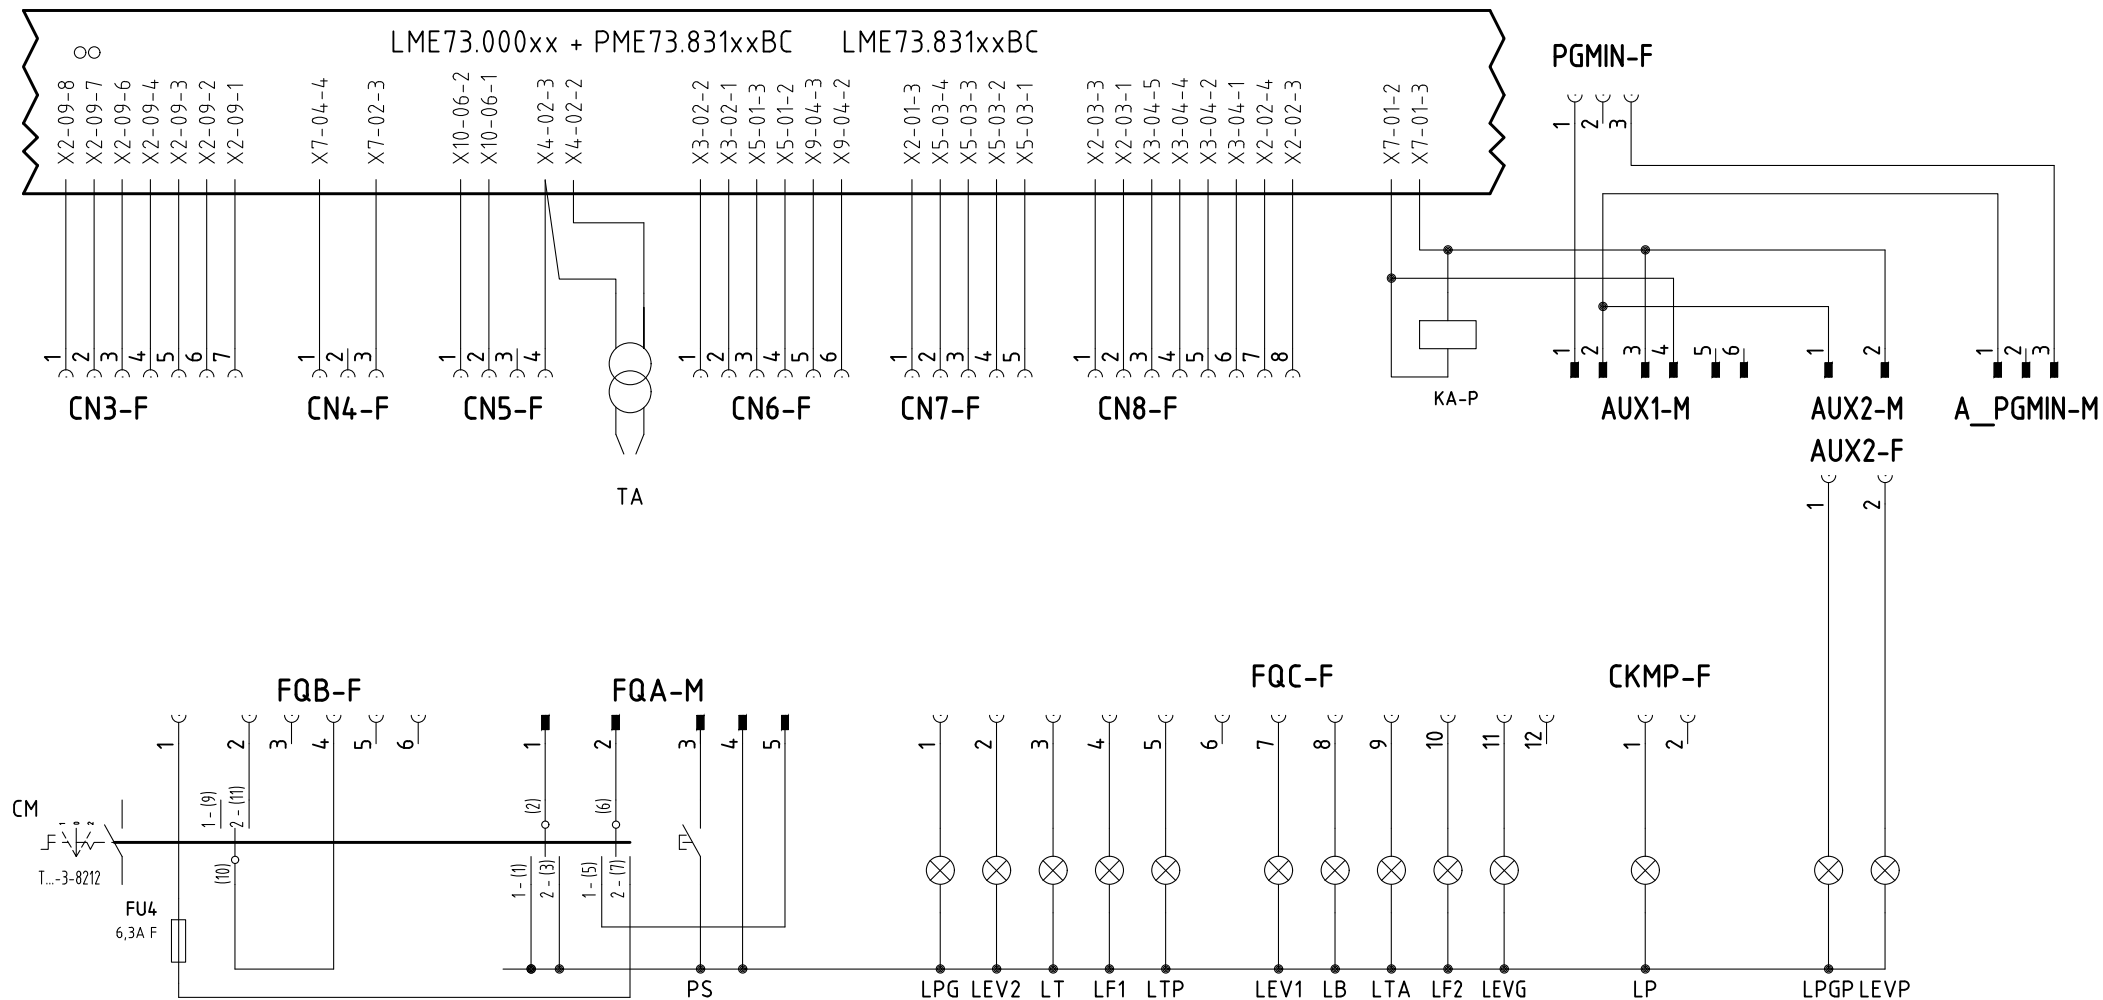 LME73.000xx + PME73.831xxBC LME73.831xxBC
X2-09-8
X2-09-7
X2-09-6
X2-09-4
X2-09-3
X2-09-2
X2-09-1
X7-04-4
X7-02-3
X10-06-2
X10-06-1
X4-02-3
X4-02-2
X3-02-2
X3-02-1
X5-01-3
X5-01-2
X9-04-3
X9-04-2
X2-01-3
X5-03-4
X5-03-3
X5-03-2
X5-03-1
X2-03-3
X2-03-1
X3-04-5
X3-04-4
X3-04-2
X3-04-1
X2-02-4
X2-02-3
X7-01-2
X7-01-3
PGMIN-F
1 2 3
1 2 3 4 5 6 7
CN3-F
1 2 3
CN4-F
1 2 3 4
CN5-F
TA
1 2 3 4 5 6
CN6-F
1 2 3 4 5
CN7-F
1 2 3 4 5 6 7 8
CN8-F
KA-P
1 2 3 4 5 6
AUX1-M
1 2
AUX2-M
1 2 3
A__PGMIN-M
AUX2-F
1 2
FQB-F
1 2 3 4 5 6
FQA-M
1 2 3 4 5
FQC-F
1 2 3 4 5 6 7 8 9 10 11 12
CKMP-F
1 2
CM
1 0 2
T...-3-8212
1 - (9)
2 - (11)
(10)
(2)
1 - (1)
2 - (3)
(6)
1 - (5)
2 - (7)
FU4
6,3A F
PS
LPG LEV2 LT LF1 LTP LEV1 LB LTA LF2 LEVG LP LPGP LEVP